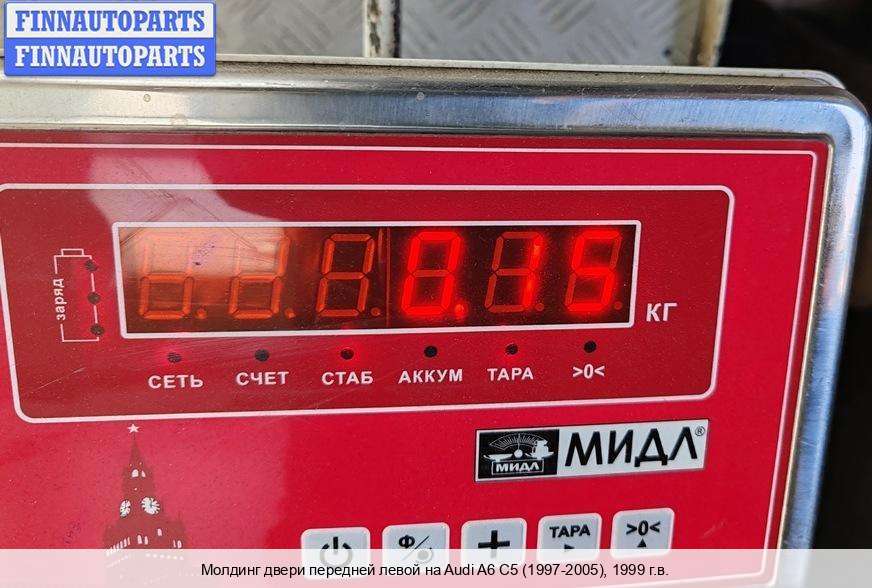 FINNAUTOPARTS
FINNAUTOPARTS
заряд
0.15 КГ
СЕТЬ СЧЕТ СТАБ АККУМ ТАРА >0<
МИДЛ МИДЛ®
Ф/ + ТАРА >0<
Молдинг двери передней левой на Audi A6 C5 (1997-2005), 1999 г.в.